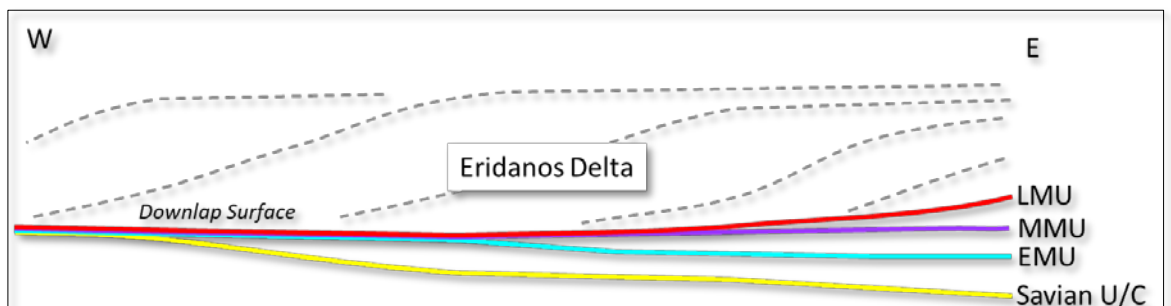 W
E
Eridanos Delta
Downlap Surface
LMU
MMU
EMU
Savian U/C